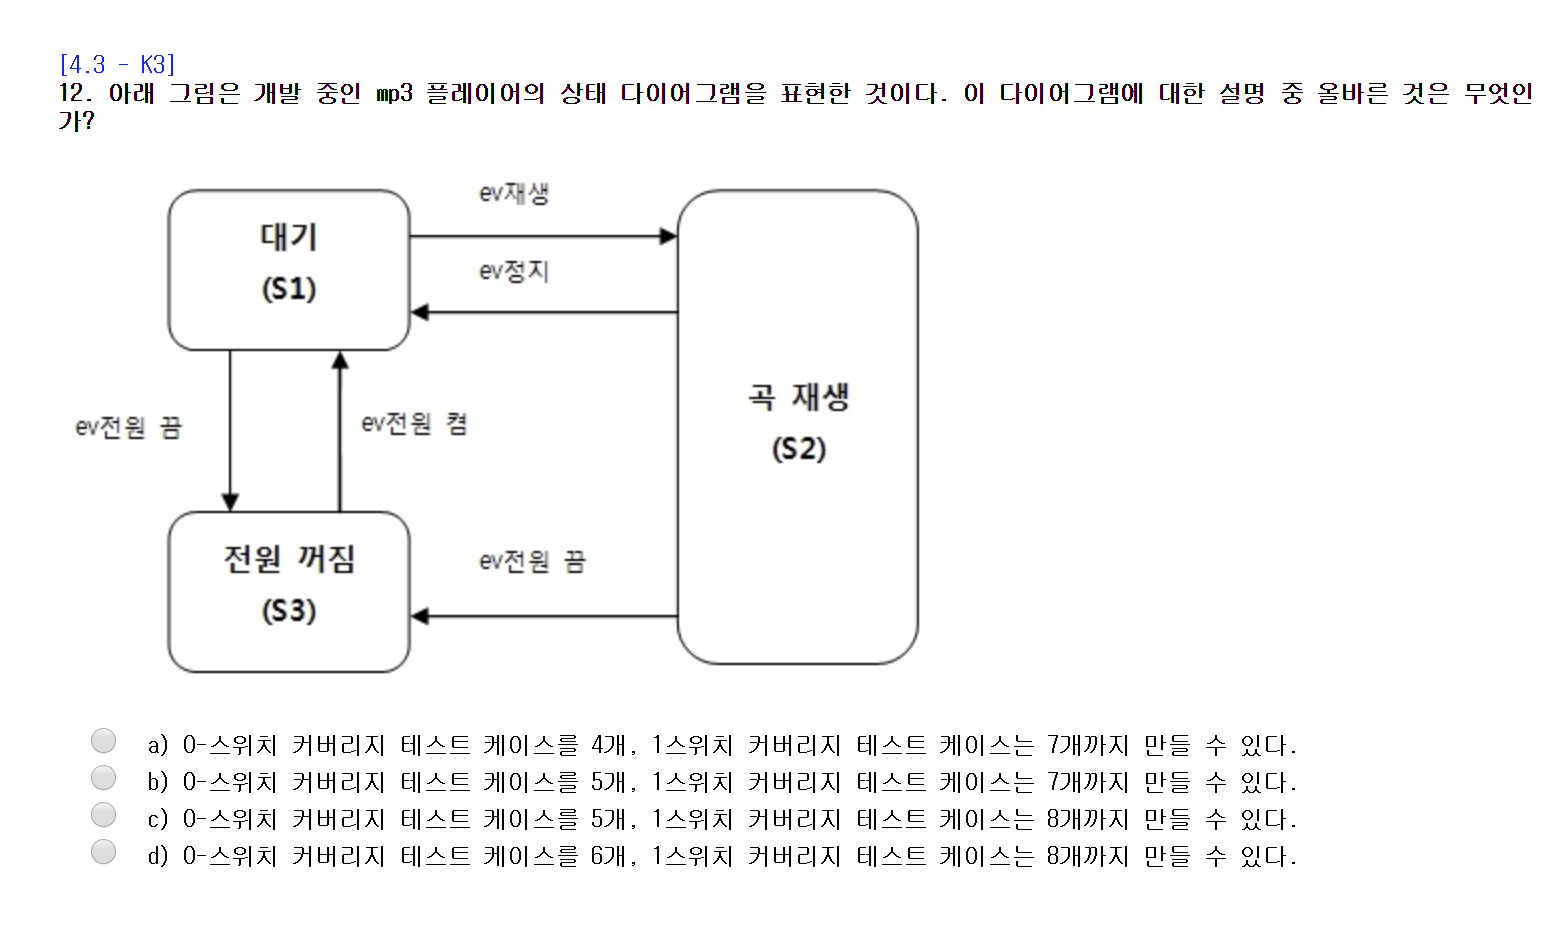 [4.3 - K3]
12. 아래 그림은 개발 중인 mp3 플레이어의 상태 다이어그램을 표현한 것이다. 이 다이어그램에 대한 설명 중 올바른 것은 무엇인
가?
ev재생
대기
(S1)
ev정지
곡 재생
(S2)
ev전원 끔
ev전원 켬
전원 꺼짐
(S3)
ev전원 끔
a) 0-스위치 커버리지 테스트 케이스를 4개, 1스위치 커버리지 테스트 케이스는 7개까지 만들 수 있다.
b) 0-스위치 커버리지 테스트 케이스를 5개, 1스위치 커버리지 테스트 케이스는 7개까지 만들 수 있다.
c) 0-스위치 커버리지 테스트 케이스를 5개, 1스위치 커버리지 테스트 케이스는 8개까지 만들 수 있다.
d) 0-스위치 커버리지 테스트 케이스를 6개, 1스위치 커버리지 테스트 케이스는 8개까지 만들 수 있다.